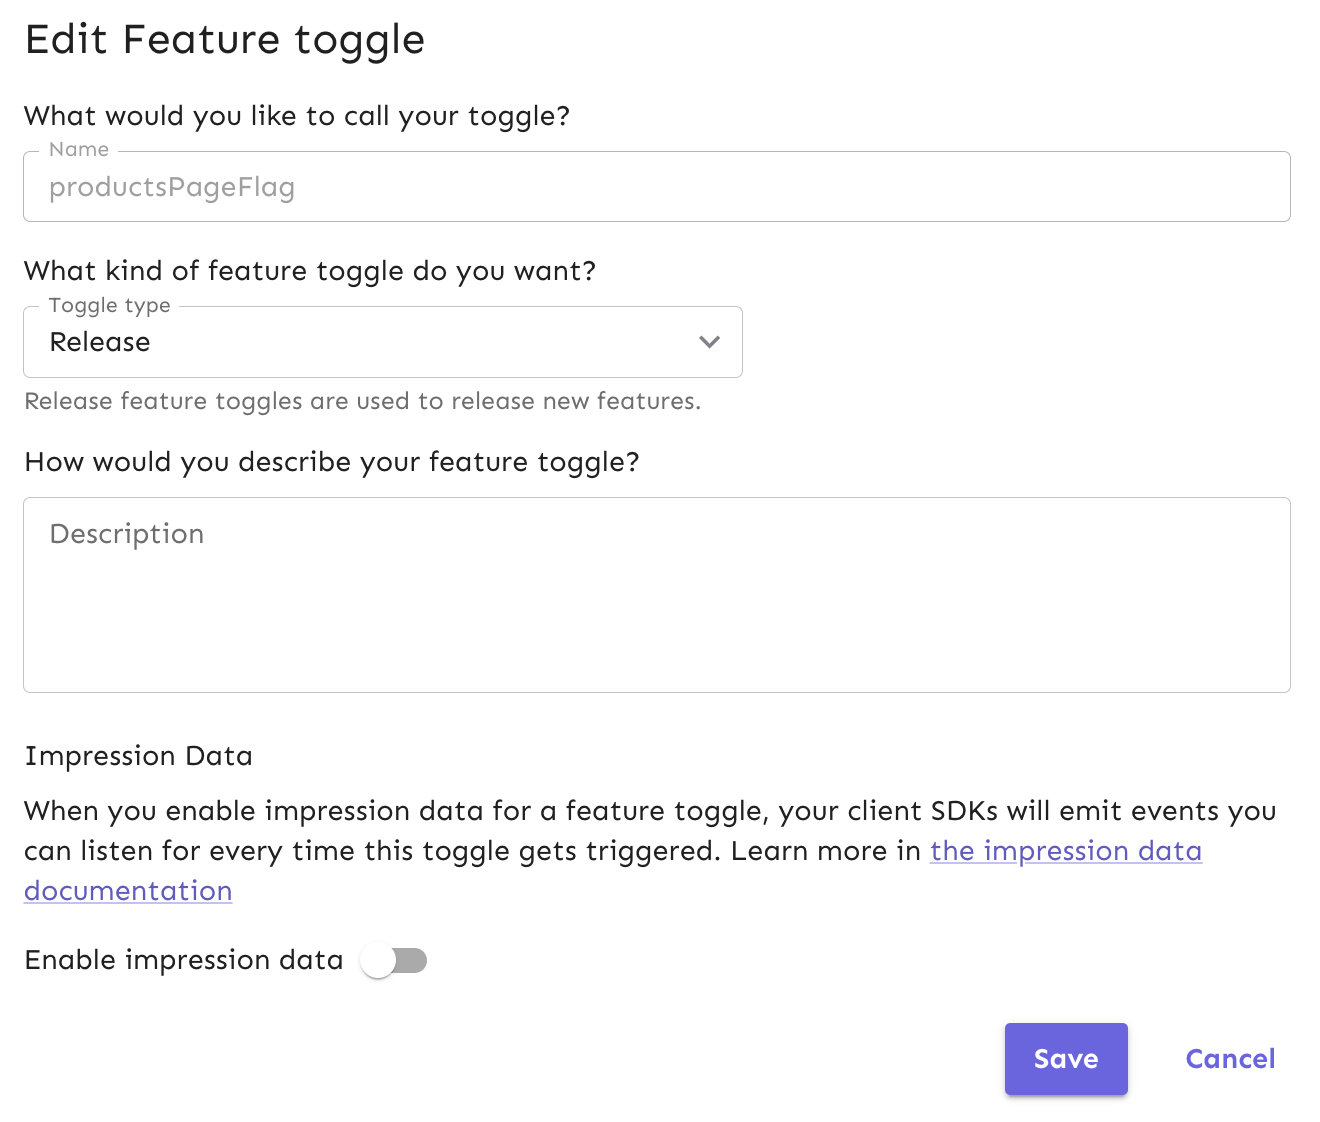 Edit Feature toggle
What would you like to call your toggle?
Name
productsPageFlag
What kind of feature toggle do you want?
Toggle type
Release
Release feature toggles are used to release new features.
How would you describe your feature toggle?
Description
Impression Data
When you enable impression data for a feature toggle, your client SDKs will emit events you
can listen for every time this toggle gets triggered. Learn more in the impression data
documentation
Enable impression data
Save Cancel